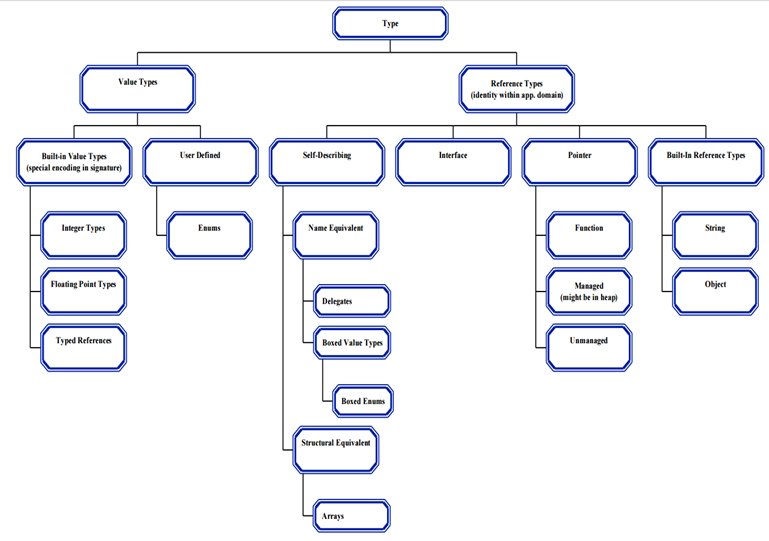 Type
Value Types
Reference Types
(identity within app. domain)
Built-in Value Types
(special encoding in signature)
User Defined
Self-Describing
Interface
Pointer
Built-In Reference Types
Integer Types
Enums
Name Equivalent
Function
String
Floating Point Types
Delegates
Managed
(might be in heap)
Object
Typed References
Boxed Value Types
Unmanaged
Boxed Enums
Structural Equivalent
Arrays